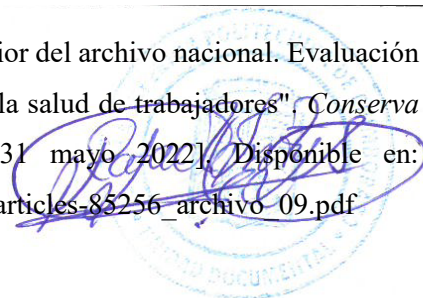 ior del archivo nacional. Evaluación
la salud de trabajadores", Conserva
31 mayo 2022]. Disponible en:
articles-85256_archivo_09.pdf